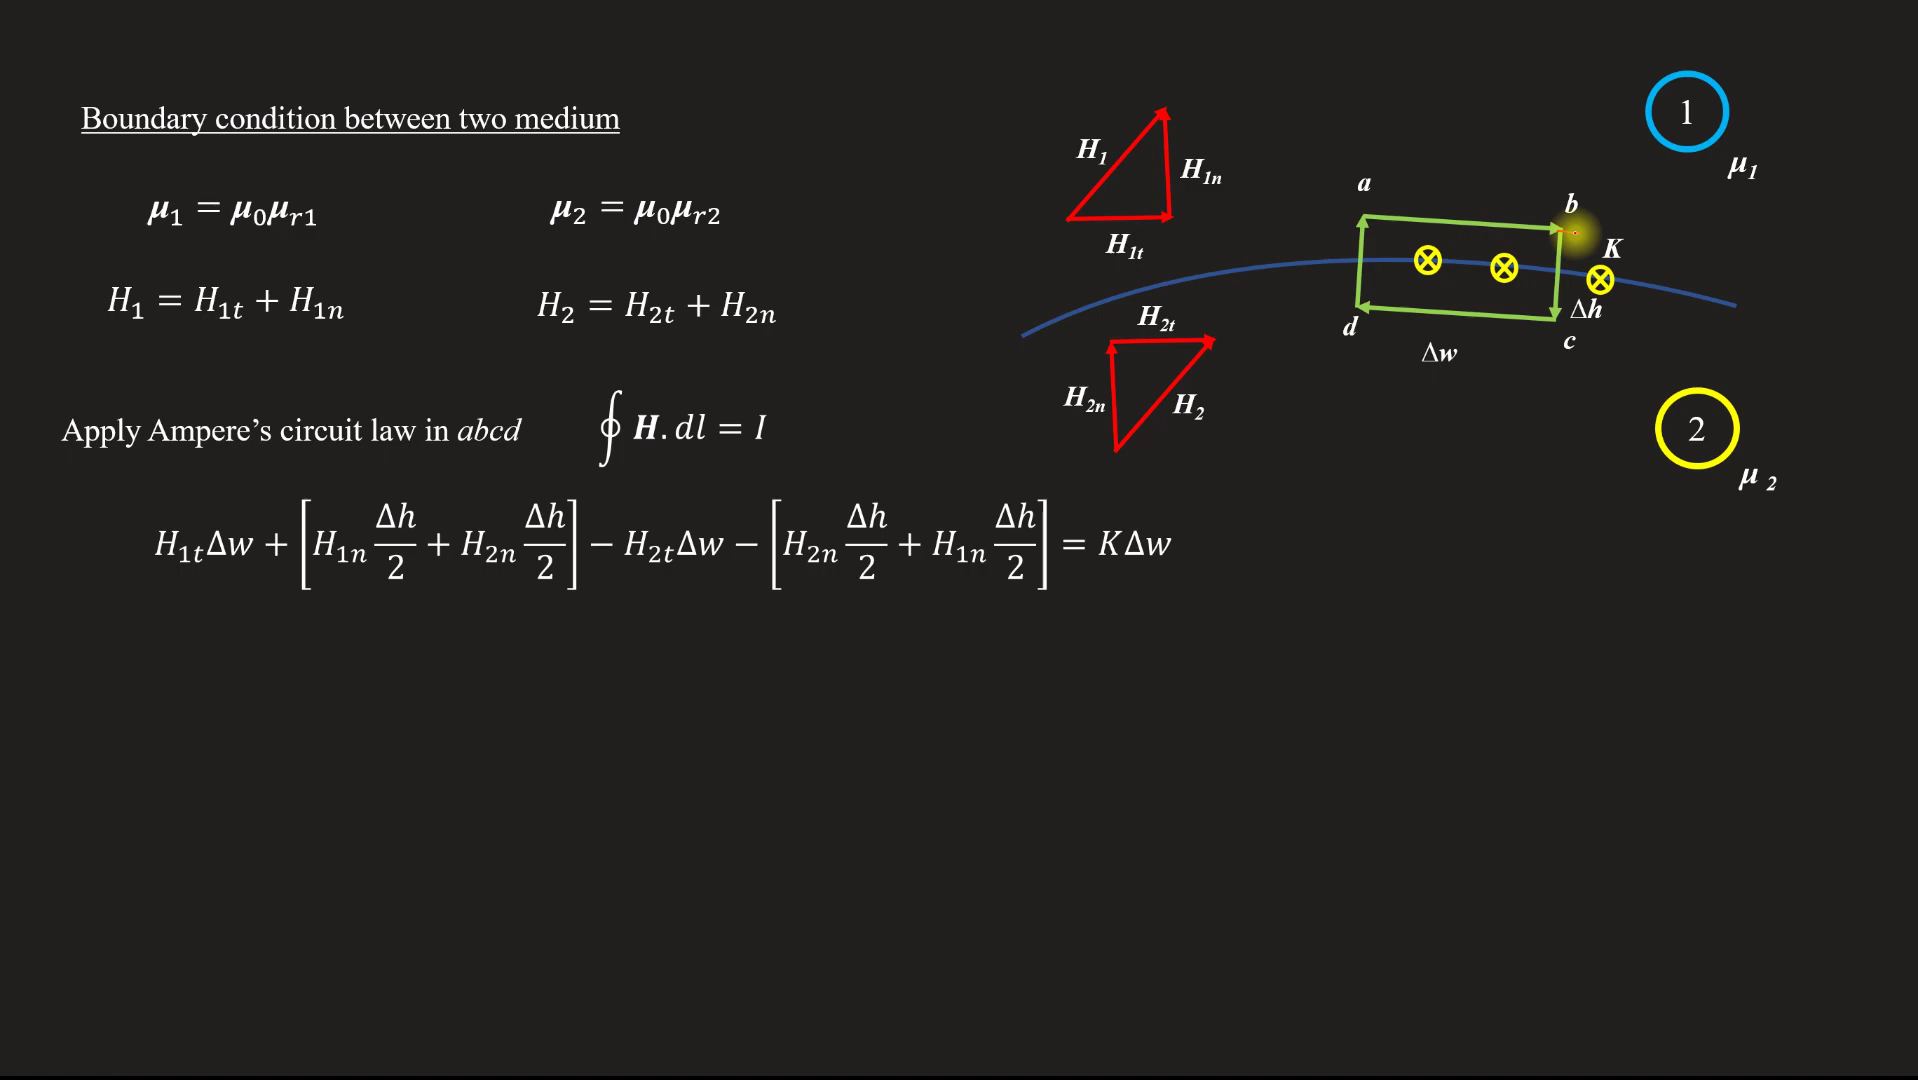 Boundary condition between two medium
μ₁ = μ₀μᵣ₁
μ₂ = μ₀μᵣ₂
H₁ = H₁ₜ + H₁ₙ
H₂ = H₂ₜ + H₂ₙ
Apply Ampere’s circuit law in abcd
∮ H. dl = I
H₁ₜΔw + [H₁ₙ Δh/2 + H₂ₙ Δh/2] − H₂ₜΔw − [H₂ₙ Δh/2 + H₁ₙ Δh/2] = KΔw
H₁
H₁ₙ
H₁ₜ
H₂ₜ
H₂ₙ
H₂
a
b
K
Δh
d
c
Δw
1
μ₁
2
μ ₂